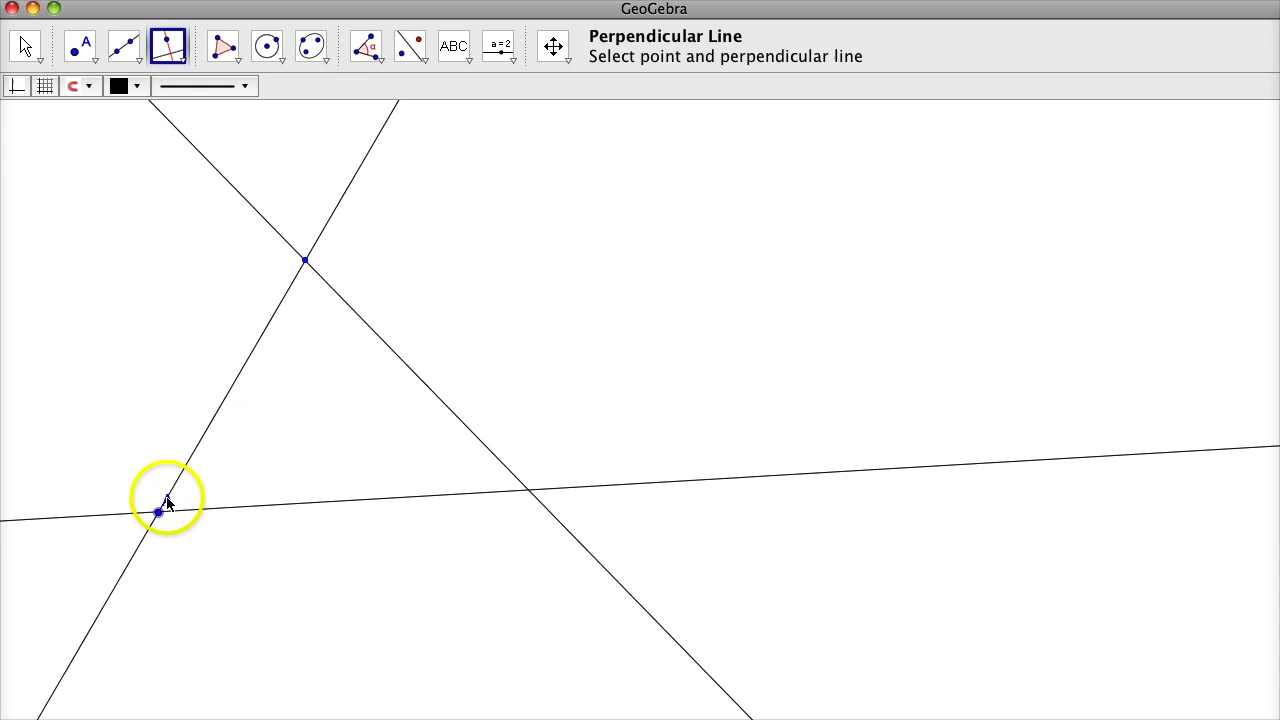 GeoGebra
A
α
ABC
a=2
Perpendicular Line
Select point and perpendicular line